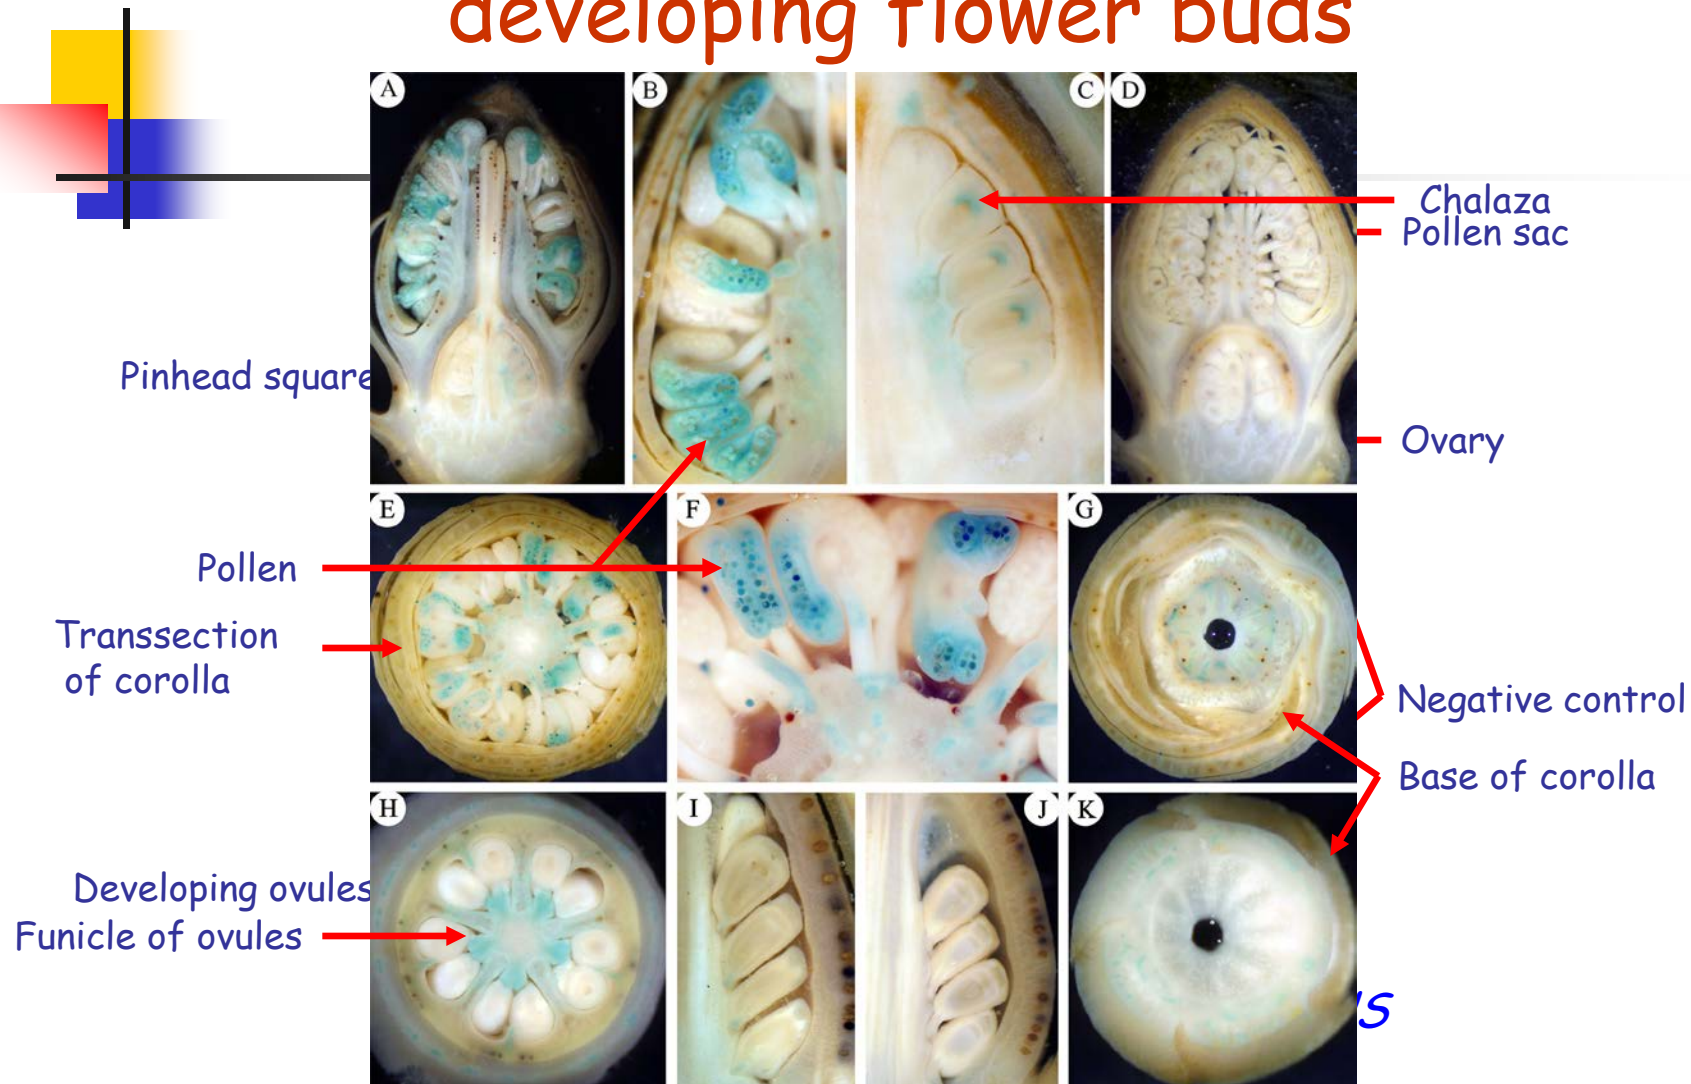 developing flower buds
A
B
C
D
Chalaza
Pollen sac
Pinhead square
Ovary
E
F
G
Pollen
Transsection
of corolla
Negative control
Base of corolla
H
I
J
K
Developing ovules
Funicle of ovules